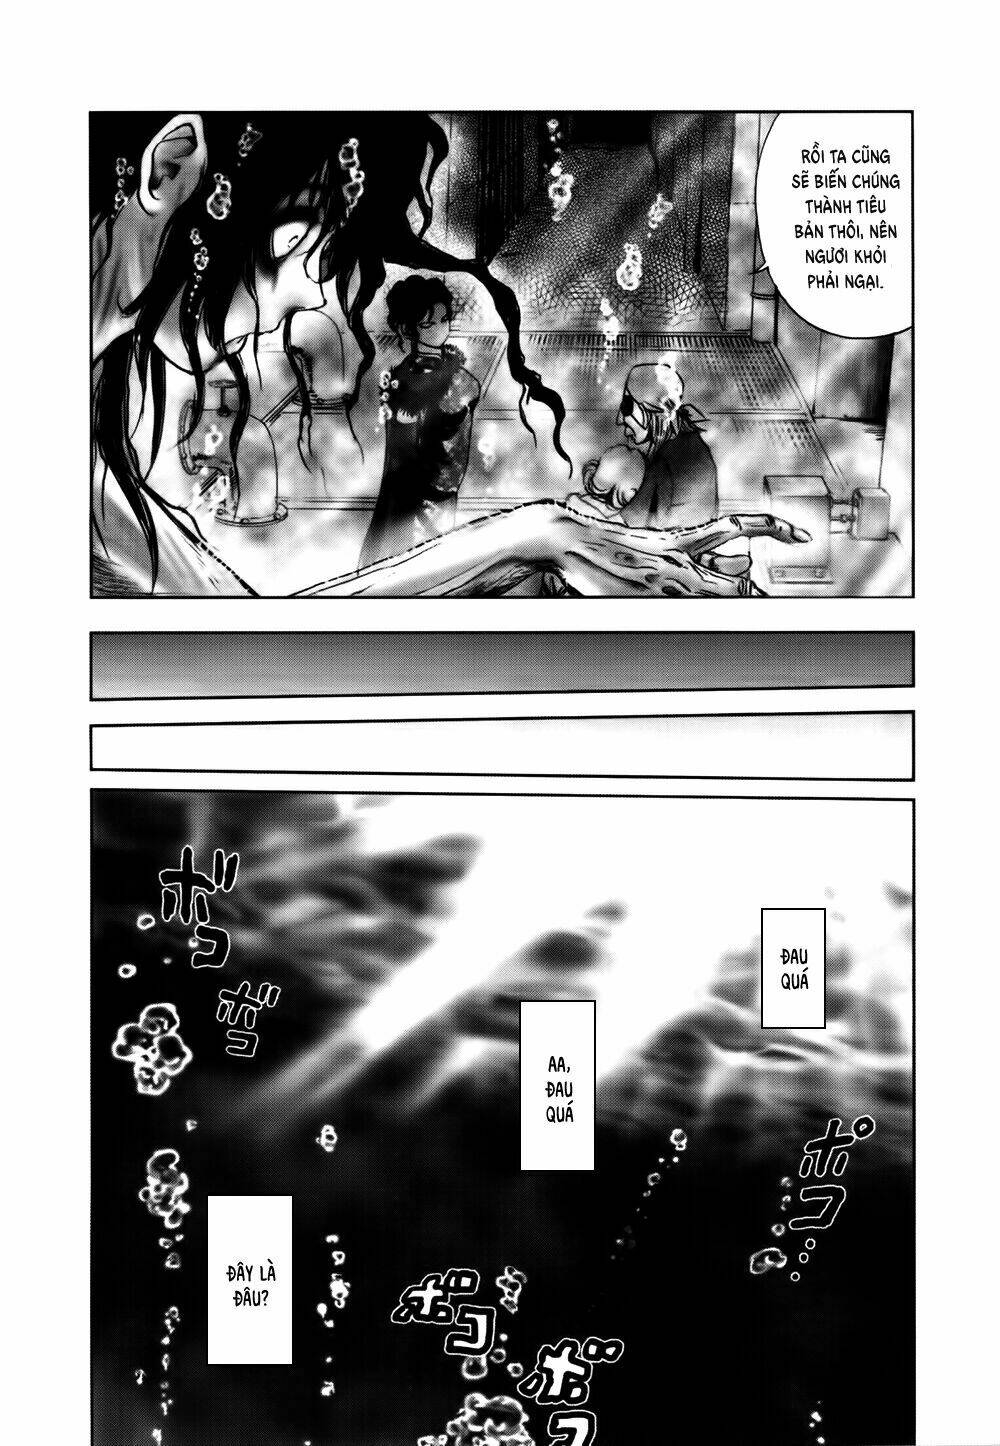 RỒI TA CŨNG
SẼ BIẾN CHÚNG
THÀNH TIÊU
BẢN THÔI, NÊN
NGƯƠI KHỎI
PHẢI NGẠI.
ĐAU
QUÁ
AA,
ĐAU
QUÁ
ĐÂY LÀ
ĐÂU?
ボコ
ボコ
ポコ...
ボコ
ボコ